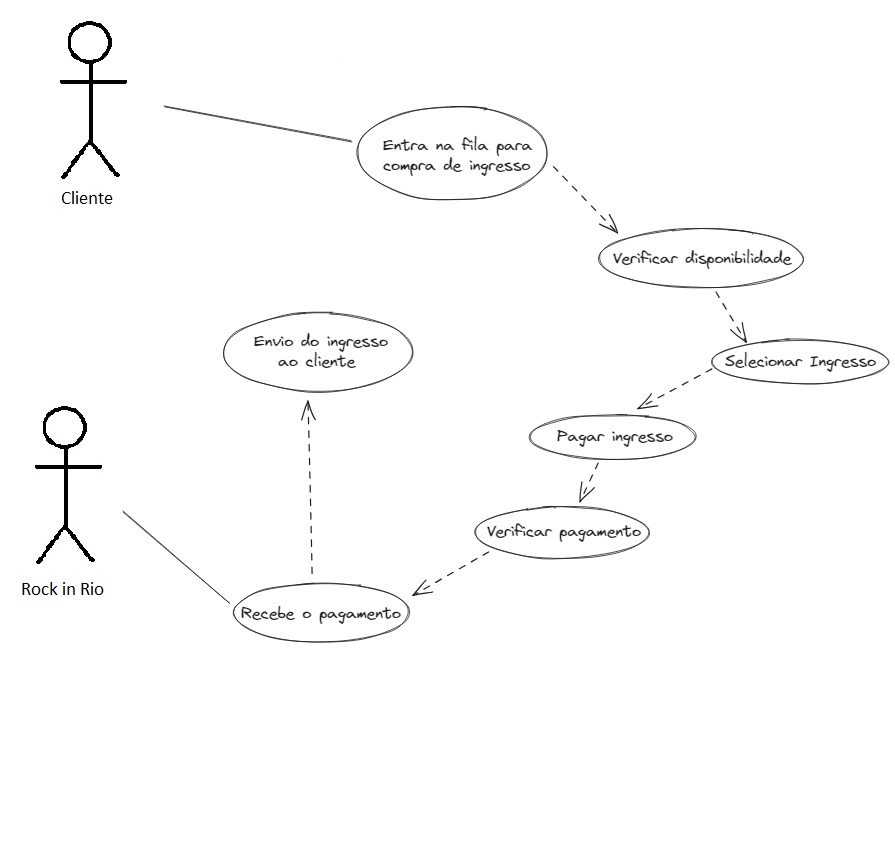 Cliente
Entra na fila para
compra de ingresso
Verificar disponibilidade
Selecionar Ingresso
Pagar ingresso
Verificar pagamento
Recebe o pagamento
Envio do ingresso
ao cliente
Rock in Rio